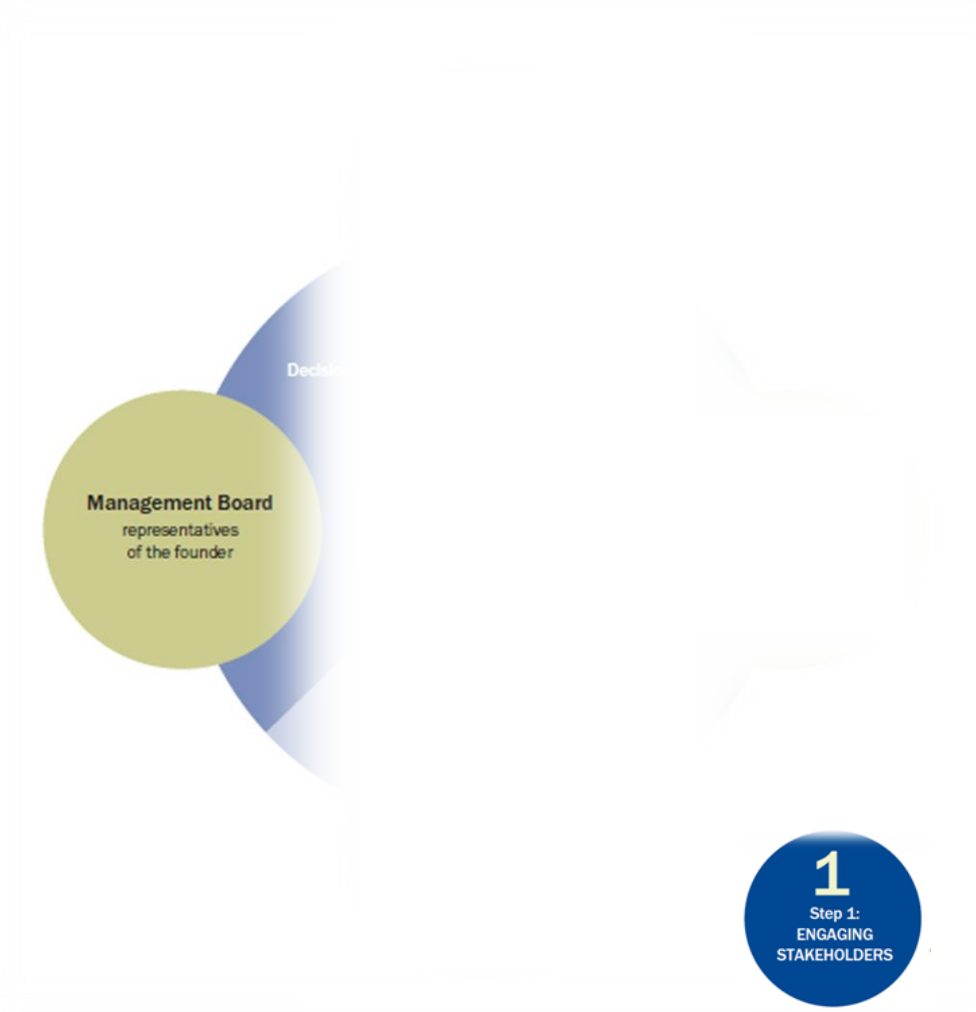 Management Board
representatives
of the founder
1
Step 1:
ENGAGING
STAKEHOLDERS